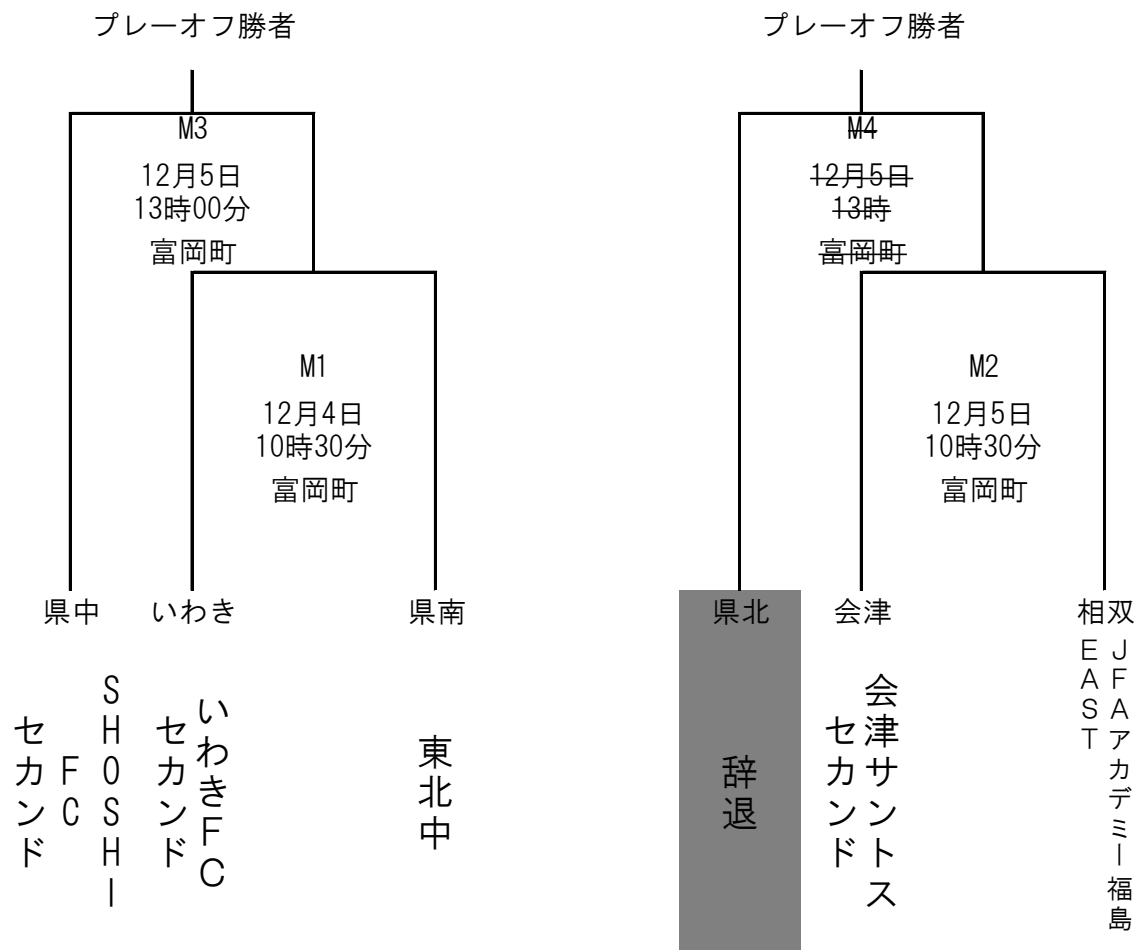 プレーオフ勝者
M3
12月5日
13時00分
富岡町
M1
12月4日
10時30分
富岡町
県中
いわき
県南
SHOSHI
FC
セカンド
いわきFC
セカンド
東北中
プレーオフ勝者
M4
12月5日
13時
富岡町
M2
12月5日
10時30分
富岡町
県北
会津
相双
辞退
会津サントス
セカンド
JFAアカデミー福島
EAST